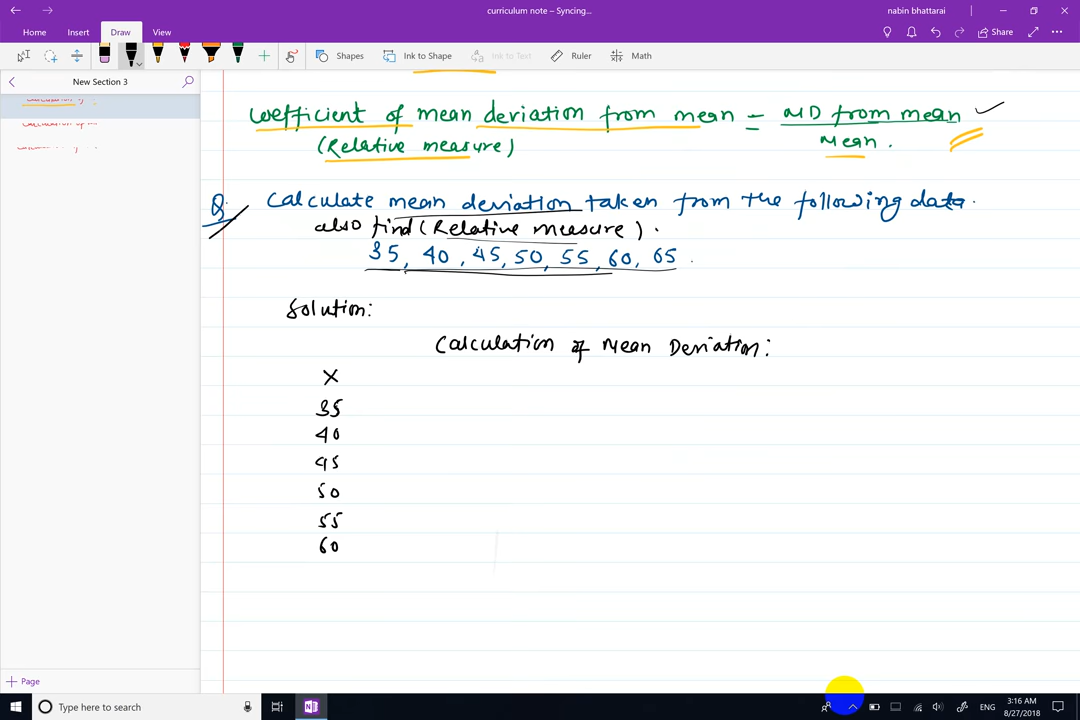 curriculum note – Syncing...
nabin bhattarai
Home Insert Draw View
Share
Shapes Ink to Shape Ink to Text Ruler Math
New Section 3
Coefficient of mean deviation from mean = MD from mean
Mean.
(Relative measure)
Q. Calculate mean deviation taken from the following data.
also find (Relative measure).
35, 40, 45, 50, 55, 60, 65.
Solution:
Calculation of Mean Deviation:
X
35
40
45
50
55
60
+ Page
Type here to search
ENG
3:16 AM
8/27/2018